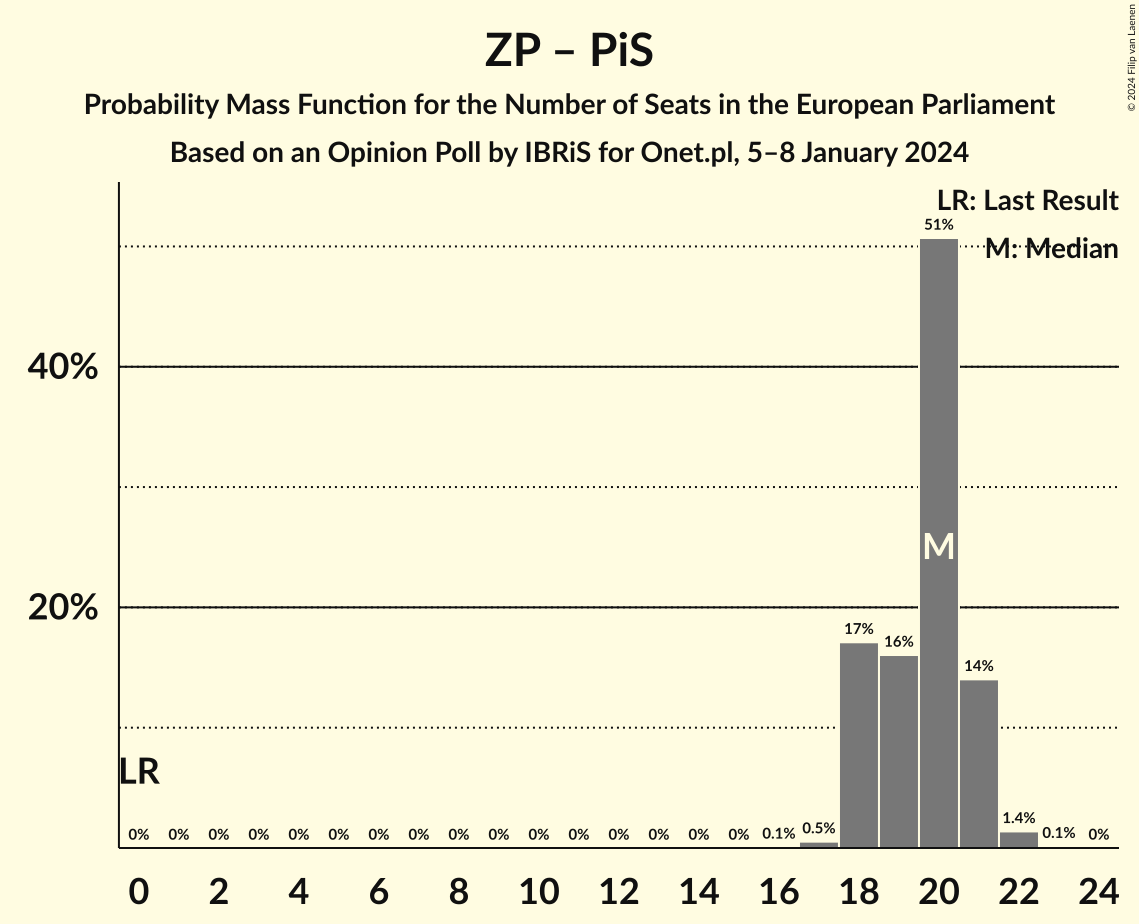 ZP – PiS
Probability Mass Function for the Number of Seats in the European Parliament
Based on an Opinion Poll by IBRiS for Onet.pl, 5–8 January 2024
© 2024 Filip van Laenen
LR: Last Result
M: Median
40%
20%
51%
M
17%
16%
14%
LR
0% 0% 0% 0% 0% 0% 0% 0% 0% 0% 0% 0% 0% 0% 0% 0% 0.1% 0.5% 1.4% 0.1% 0%
0 2 4 6 8 10 12 14 16 18 20 22 24